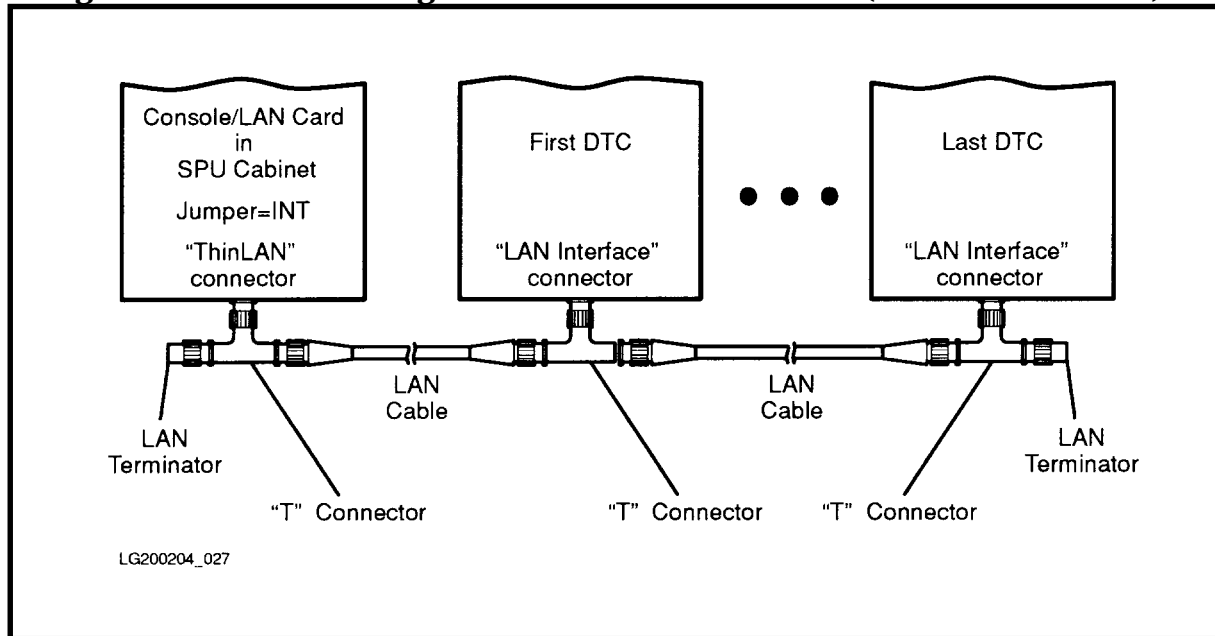 Console/LAN Card
in
SPU Cabinet
Jumper=INT
“ThinLAN”
connector
First DTC
“LAN Interface”
connector
Last DTC
“LAN Interface”
connector
LAN
Cable
LAN
Cable
LAN
Terminator
LAN
Terminator
“T” Connector
“T” Connector
“T” Connector
LG200204_027